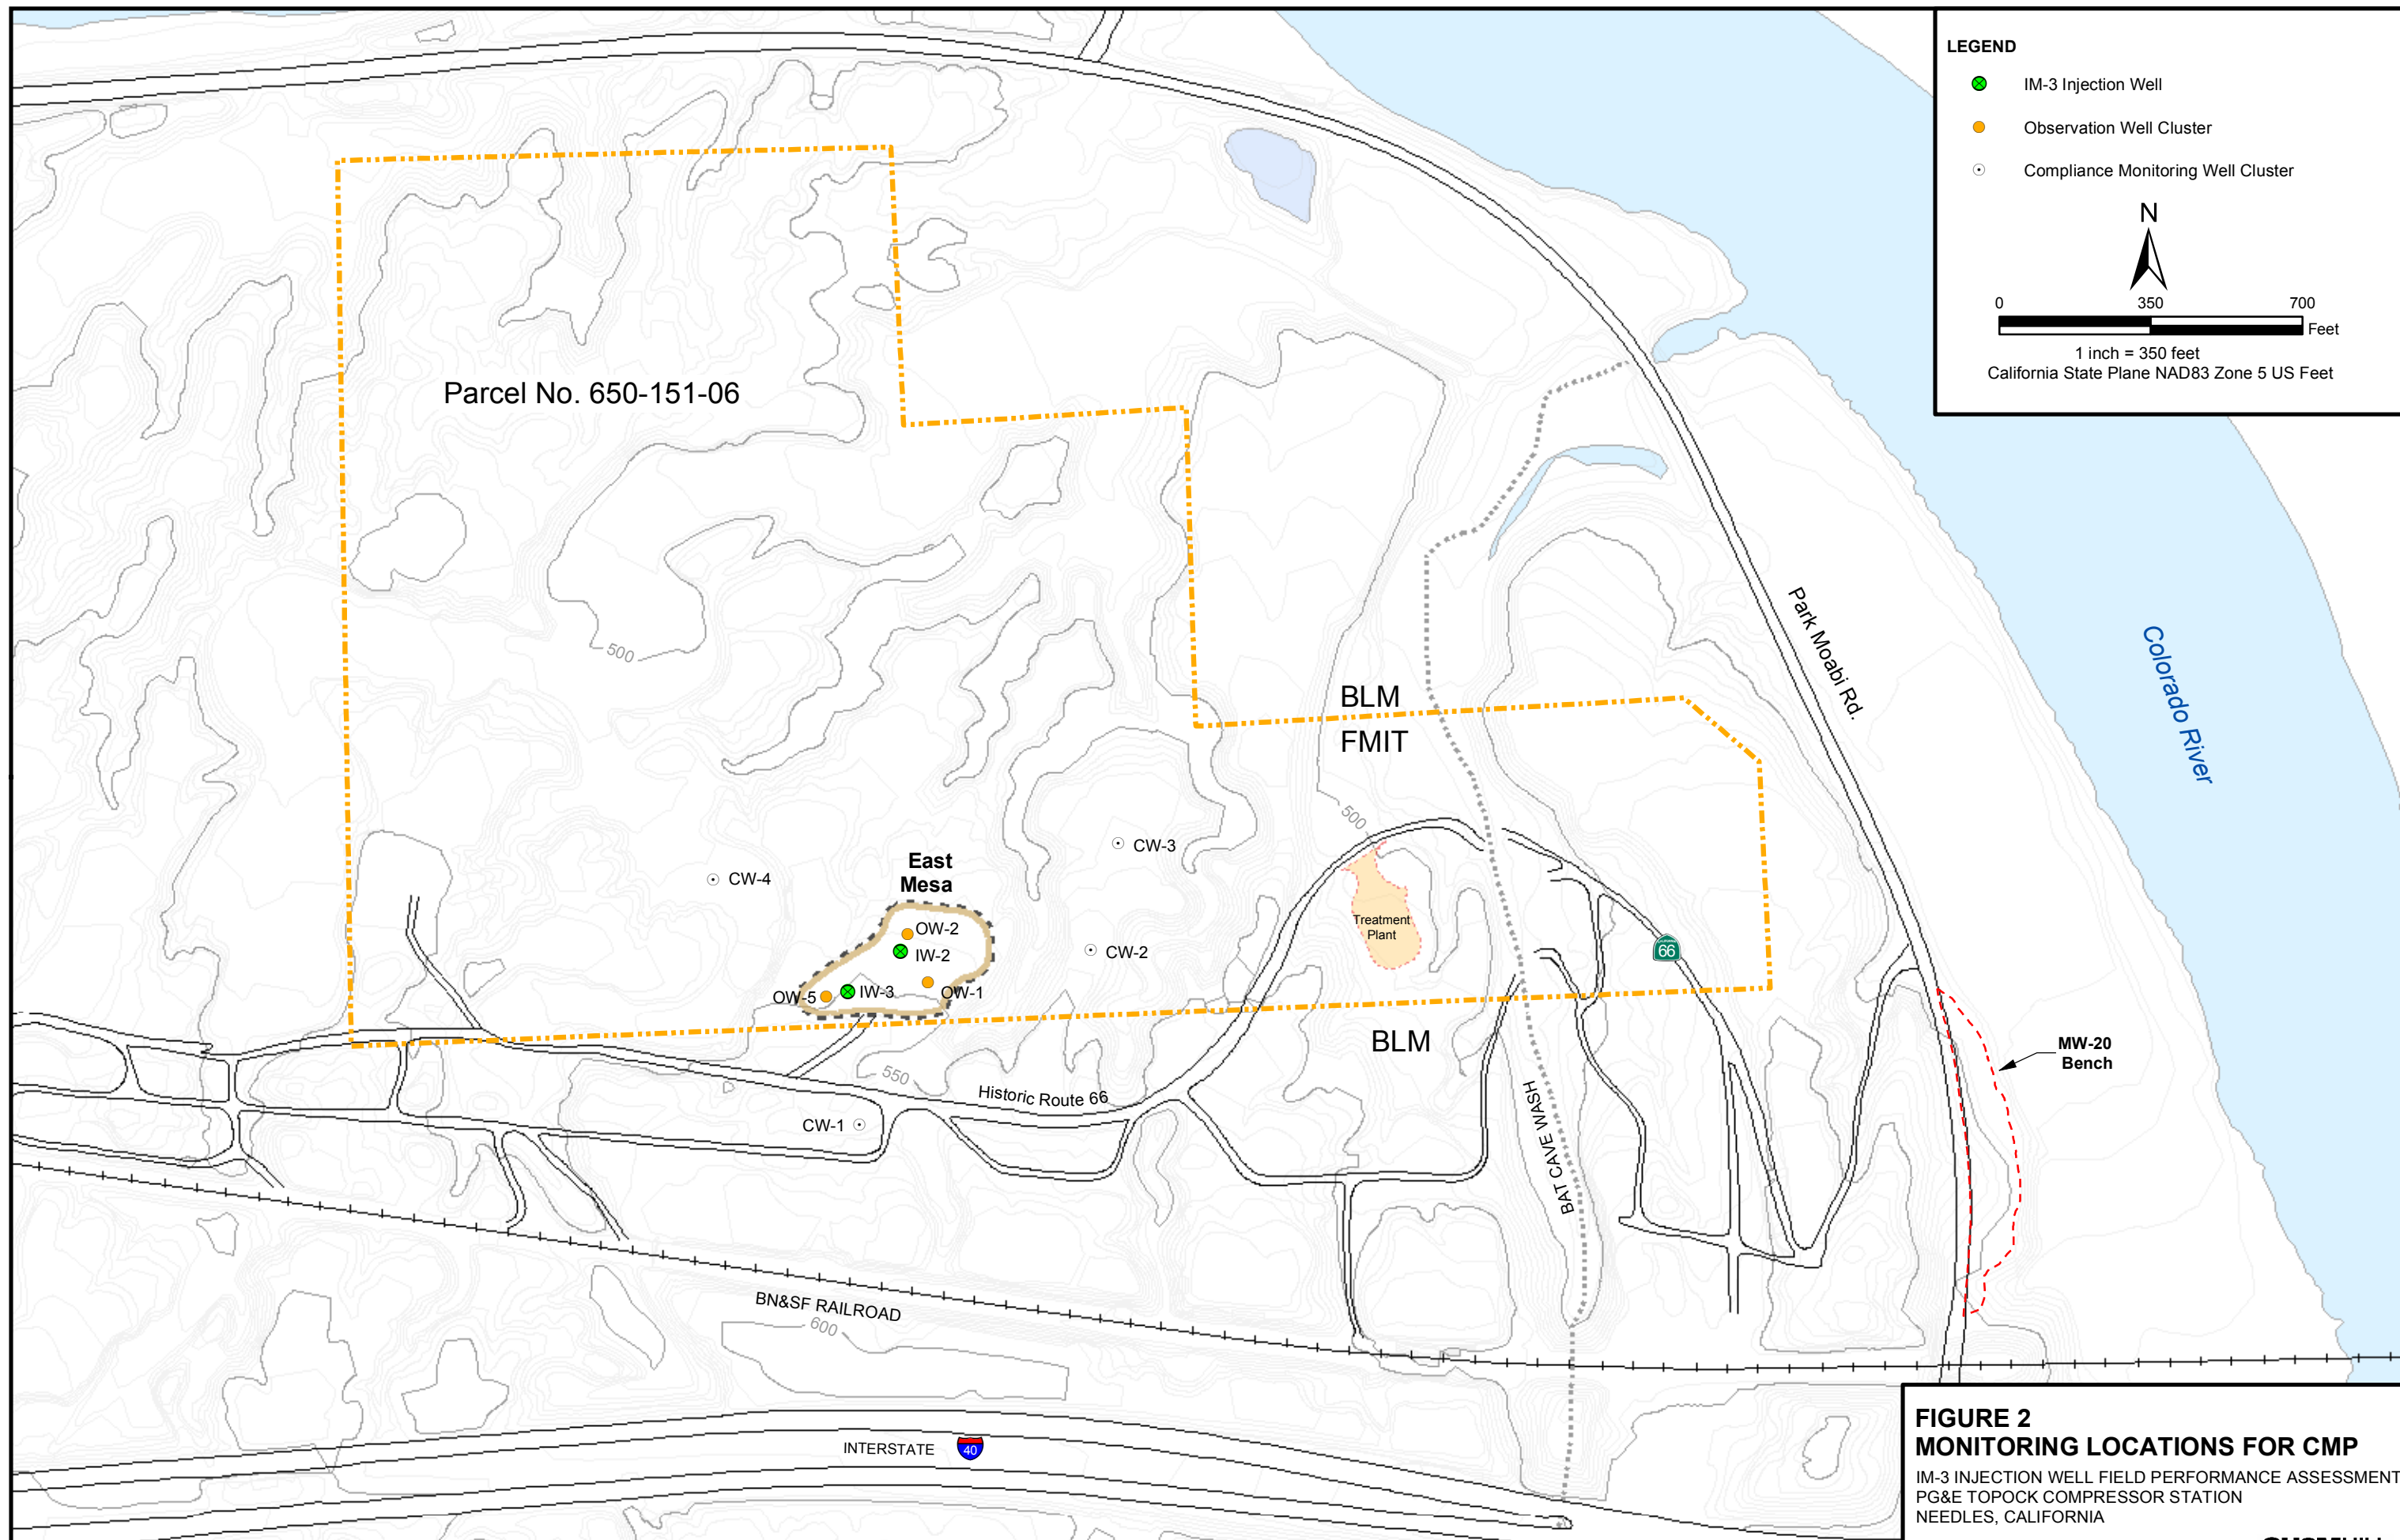 LEGEND
IM-3 Injection Well
Observation Well Cluster
Compliance Monitoring Well Cluster
N
0 350 700
Feet
1 inch = 350 feet
California State Plane NAD83 Zone 5 US Feet
Parcel No. 650-151-06
500
BLM
FMIT
Park Moabi Rd.
Colorado River
500
CW-3
East
Mesa
CW-4
Treatment
Plant
OW-2
IW-2
CW-2
66
OW-5
IW-3
OW-1
BLM
MW-20
Bench
550
Historic Route 66
CW-1
BAT CAVE WASH
BN&SF RAILROAD
600
INTERSTATE 40
FIGURE 2
MONITORING LOCATIONS FOR CMP
IM-3 INJECTION WELL FIELD PERFORMANCE ASSESSMENT
PG&E TOPOCK COMPRESSOR STATION
NEEDLES, CALIFORNIA